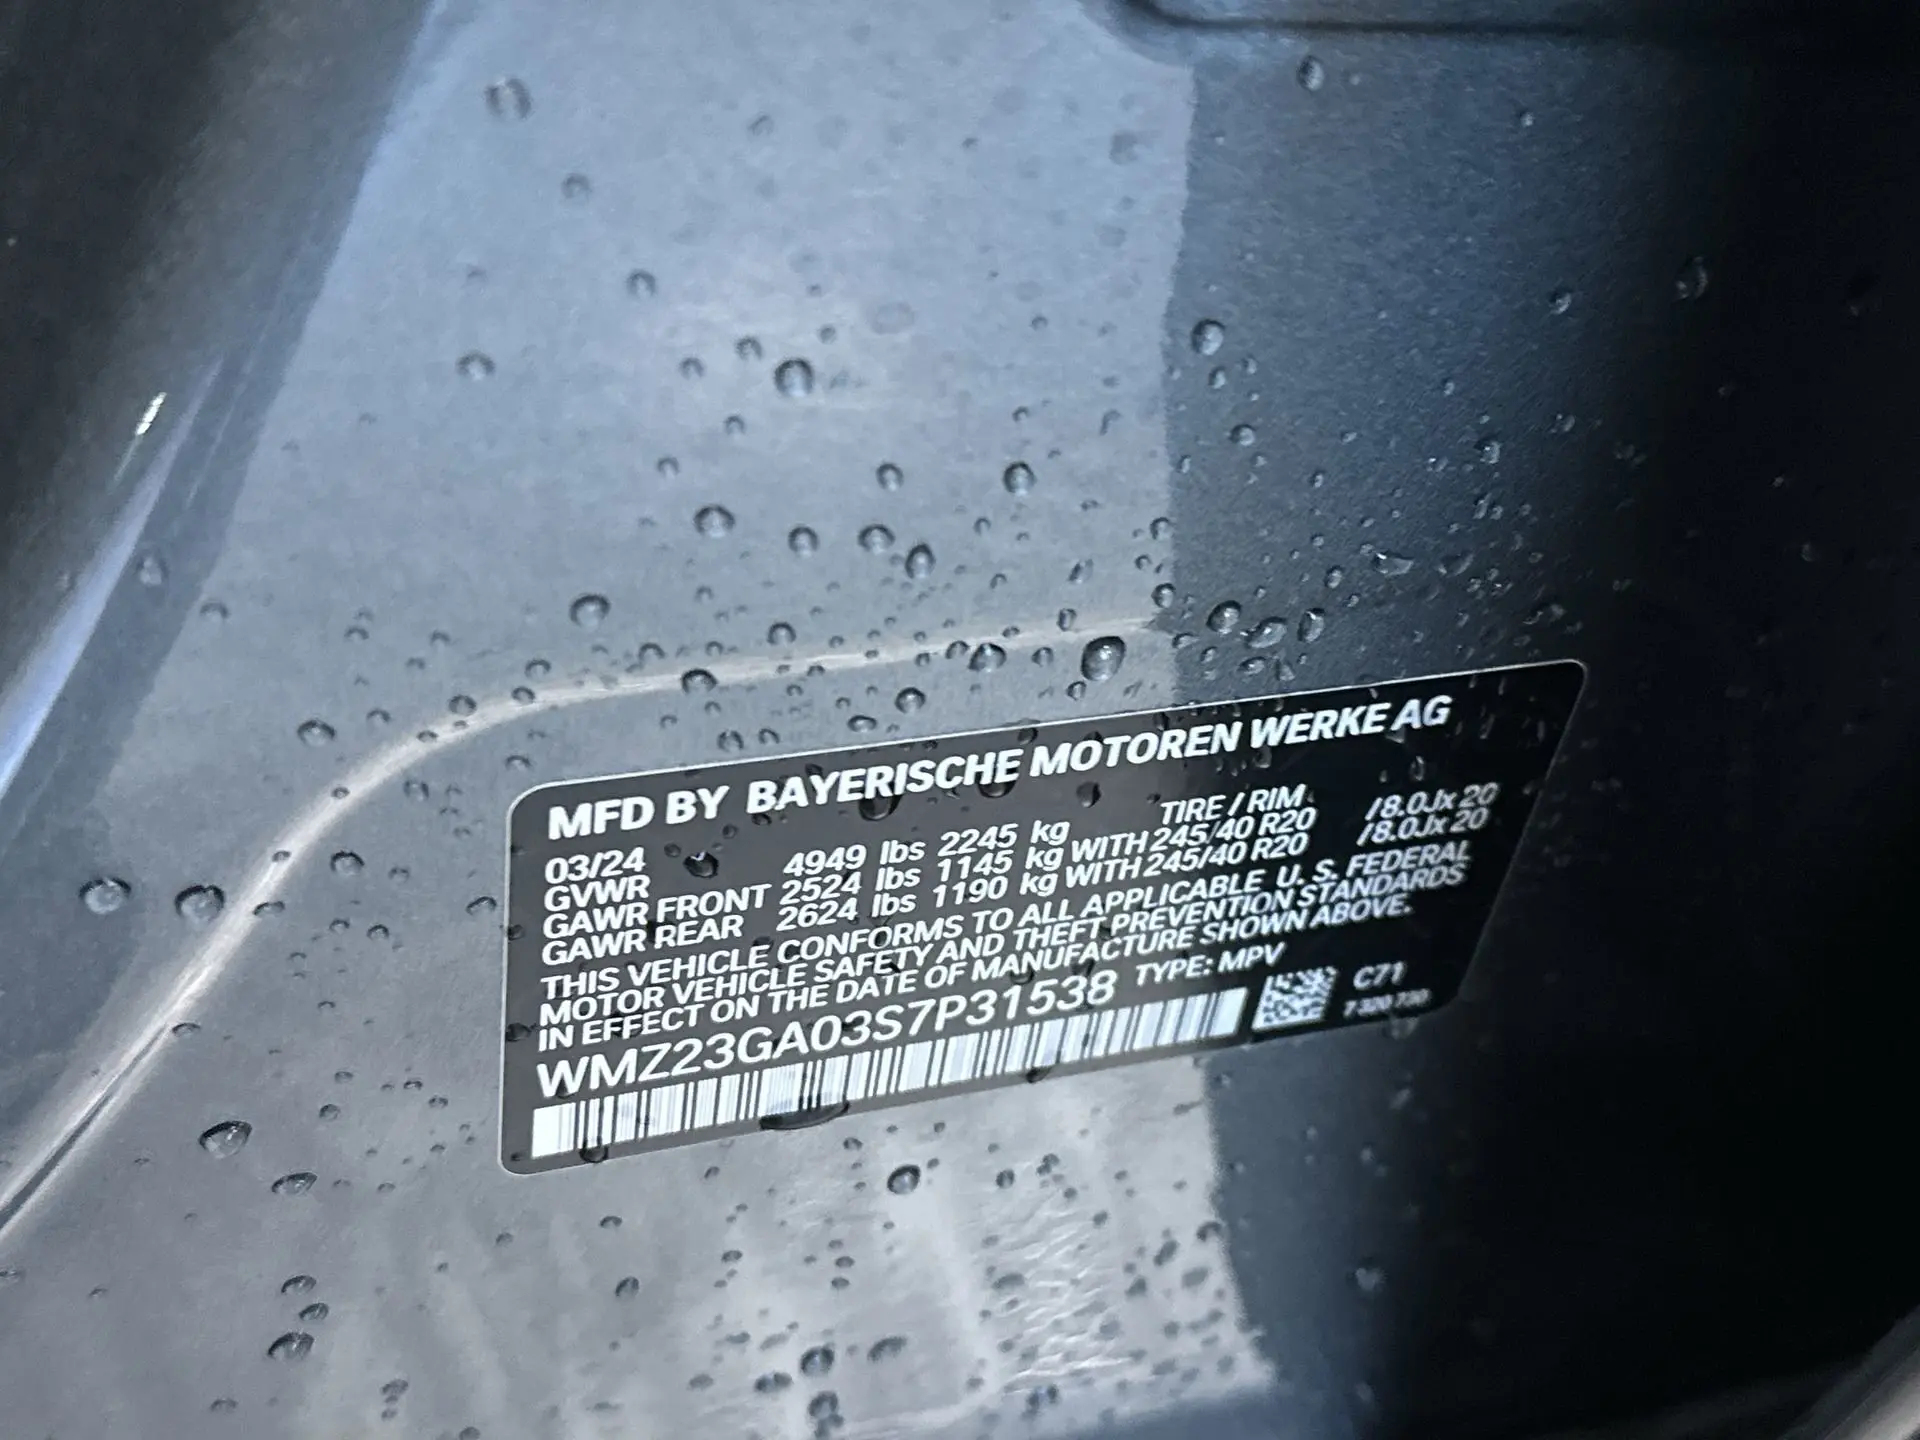 MFD BY BAYERISCHE MOTOREN WERKE AG
03/24 TIRE / RIM
GVWR 4949 lbs 2245 kg
GAWR FRONT 2524 lbs 1145 kg WITH 245/40 R20 /8.0Jx20
GAWR REAR 2624 lbs 1190 kg WITH 245/40 R20 /8.0Jx20
THIS VEHICLE CONFORMS TO ALL APPLICABLE U. S. FEDERAL
MOTOR VEHICLE SAFETY AND THEFT PREVENTION STANDARDS
IN EFFECT ON THE DATE OF MANUFACTURE SHOWN ABOVE.
WMZ23GA03S7P31538 TYPE: MPV
C71
7 320 730